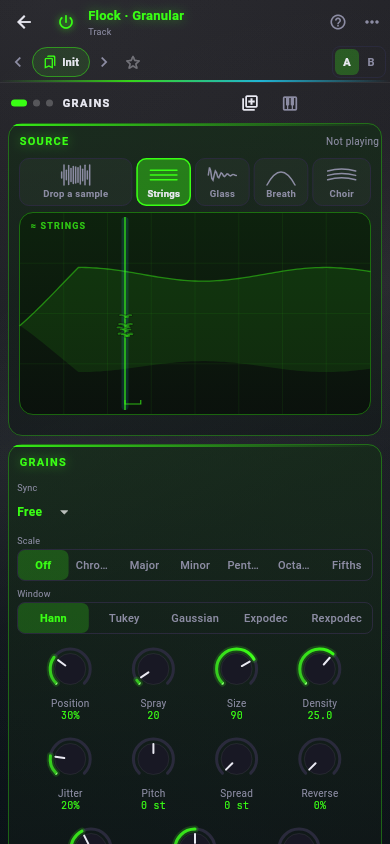 Flock · Granular
Track
Init
A B
GRAINS
SOURCE
Not playing
Drop a sample
Strings
Glass
Breath
Choir
≈ STRINGS
GRAINS
Sync
Free
Scale
Off Chro… Major Minor Pent… Octa… Fifths
Window
Hann Tukey Gaussian Expodec Rexpodec
Position Spray Size Density
30% 20 90 25.0
Jitter Pitch Spread Reverse
20% 0 st 0 st 0%